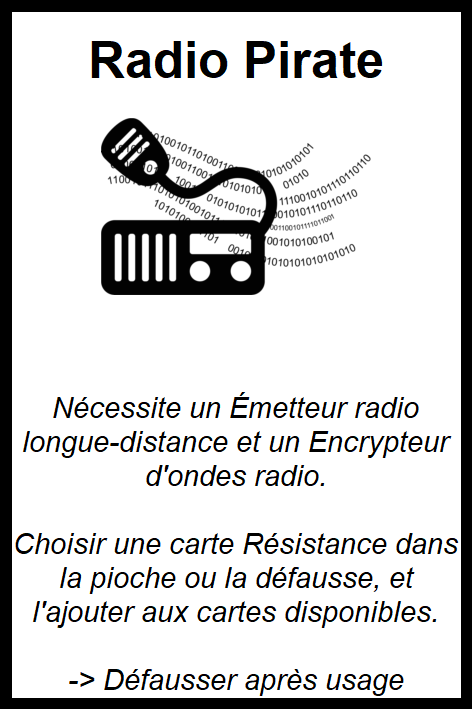 Radio Pirate
Nécessite un Émetteur radio
longue-distance et un Encrypteur
d'ondes radio.
Choisir une carte Résistance dans
la pioche ou la défausse, et
l'ajouter aux cartes disponibles.
-> Défausser après usage